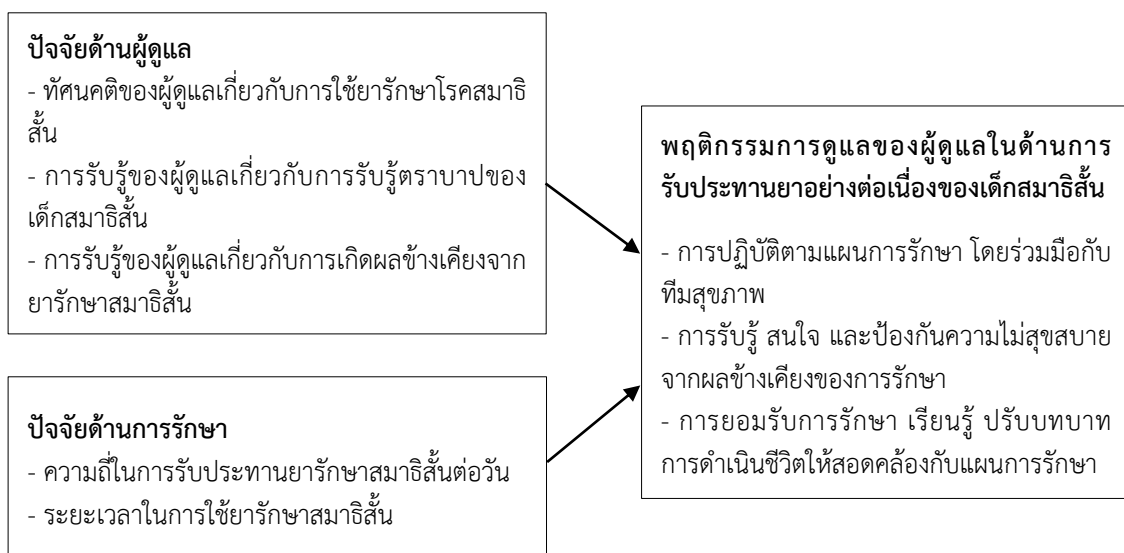 ปัจจัยด้านผู้ดูแล
- ทัศนคติของผู้ดูแลเกี่ยวกับการใช้ยารักษาโรคสมาธิ
สั้น
- การรับรู้ของผู้ดูแลเกี่ยวกับการรับรู้ตราบาปของ
เด็กสมาธิสั้น
- การรับรู้ของผู้ดูแลเกี่ยวกับการเกิดผลข้างเคียงจาก
ยารักษาสมาธิสั้น
ปัจจัยด้านการรักษา
- ความถี่ในการรับประทานยารักษาสมาธิสั้นต่อวัน
- ระยะเวลาในการใช้ยารักษาสมาธิสั้น
พฤติกรรมการดูแลของผู้ดูแลในด้านการ
รับประทานยาอย่างต่อเนื่องของเด็กสมาธิสั้น
- การปฏิบัติตามแผนการรักษา โดยร่วมมือกับ
ทีมสุขภาพ
- การรับรู้ สนใจ และป้องกันความไม่สุขสบาย
จากผลข้างเคียงของการรักษา
- การยอมรับการรักษา เรียนรู้ ปรับบทบาท
การดำเนินชีวิตให้สอดคล้องกับแผนการรักษา